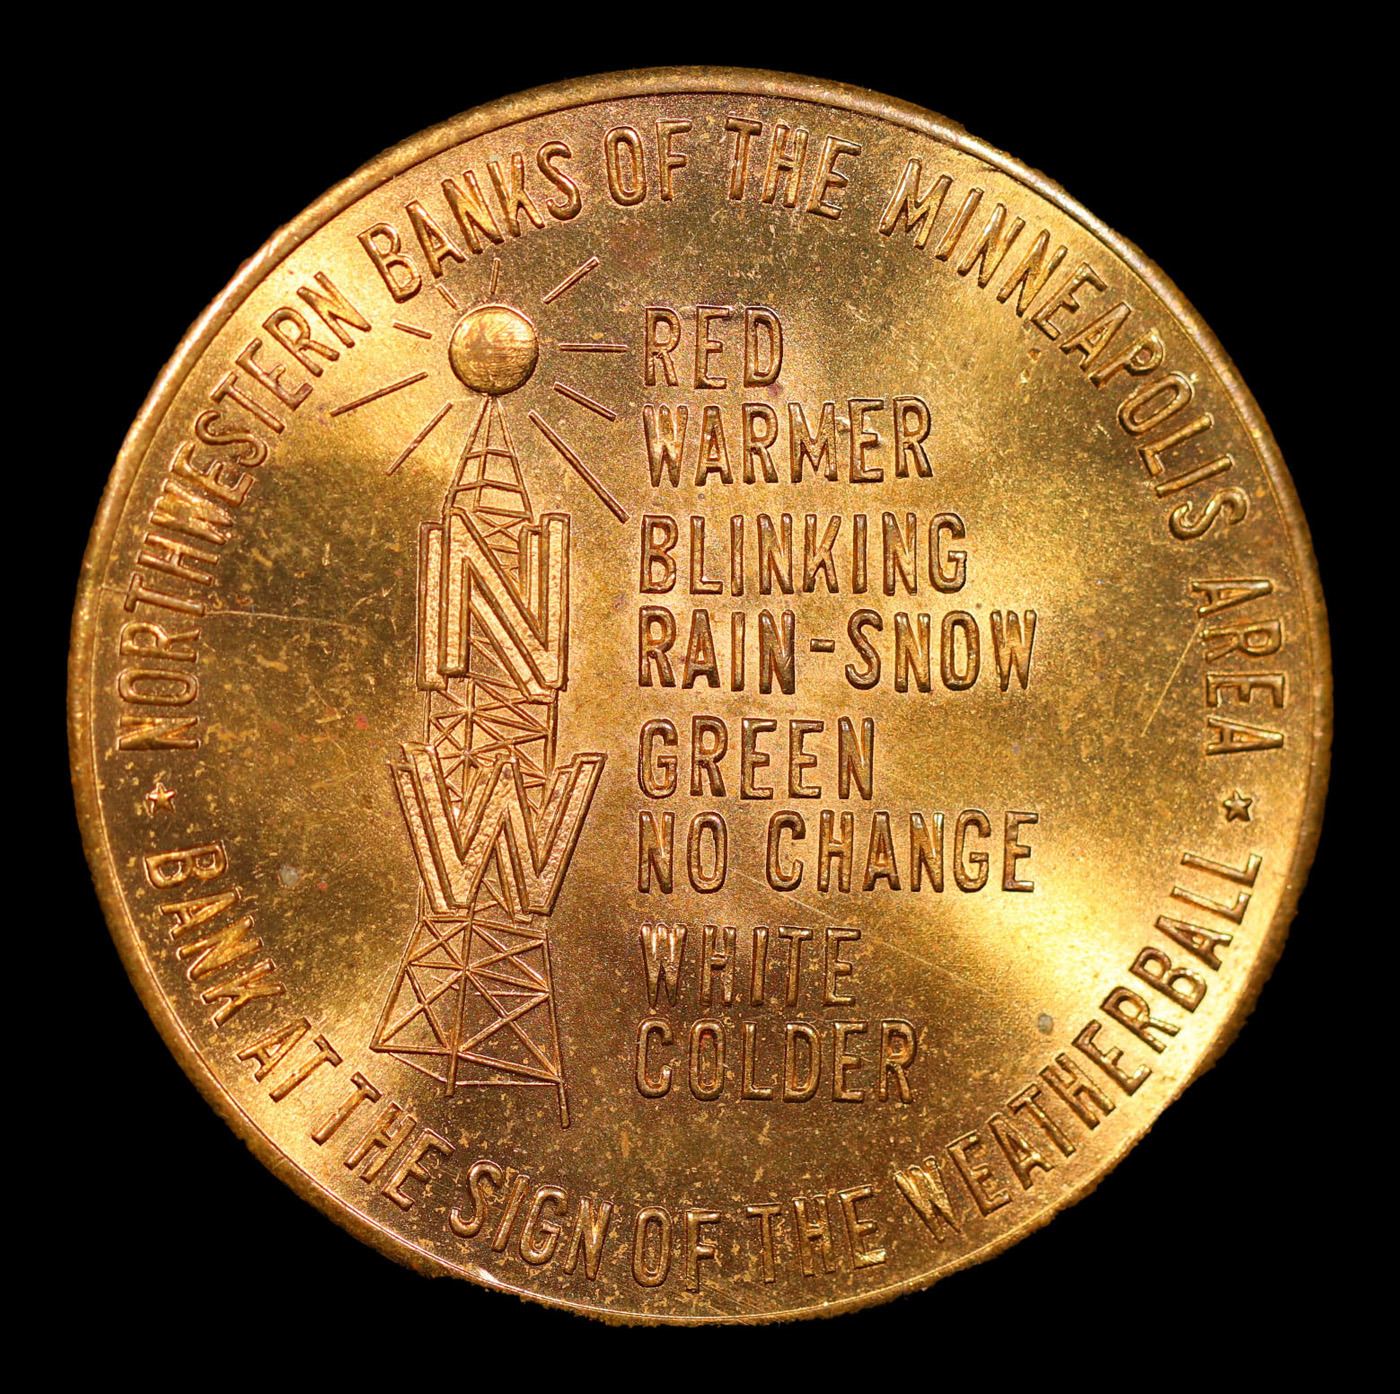 NORTHWESTERN BANKS OF THE MINNEAPOLIS AREA
N
W
RED
WARMER
BLINKING
RAIN-SNOW
GREEN
NO CHANGE
WHITE
COLDER
BANK AT THE SIGN OF THE WEATHERBALL